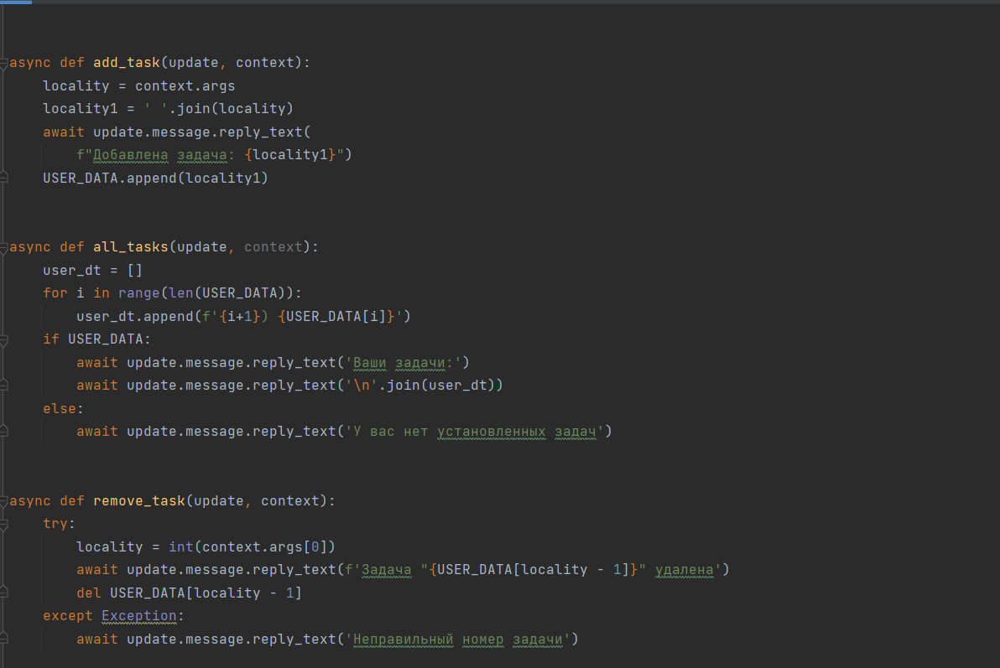 async def add_task(update, context):
    locality = context.args
    locality1 = ' '.join(locality)
    await update.message.reply_text(
        f"Добавлена задача: {locality1}")
    USER_DATA.append(locality1)
async def all_tasks(update, context):
    user_dt = []
    for i in range(len(USER_DATA)):
        user_dt.append(f'{i+1}) {USER_DATA[i]}')
    if USER_DATA:
        await update.message.reply_text('Ваши задачи:')
        await update.message.reply_text('\n'.join(user_dt))
    else:
        await update.message.reply_text('У вас нет установленных задач')
async def remove_task(update, context):
    try:
        locality = int(context.args[0])
        await update.message.reply_text(f'Задача "{USER_DATA[locality - 1]}" удалена')
        del USER_DATA[locality - 1]
    except Exception:
        await update.message.reply_text('Неправильный номер задачи')